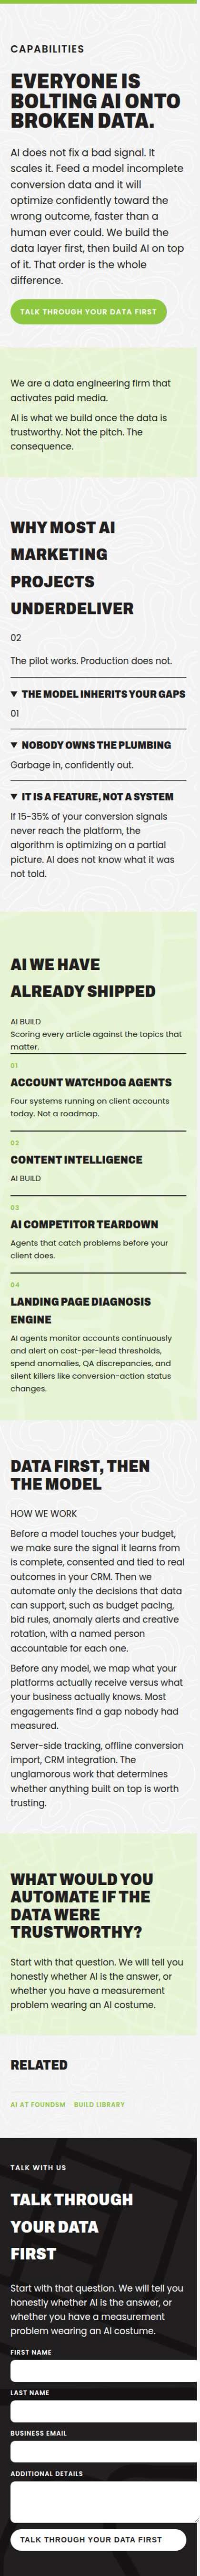 CAPABILITIES
EVERYONE IS
BOLTING AI ONTO
BROKEN DATA.
AI does not fix a bad signal. It
scales it. Feed a model incomplete
conversion data and it will
optimize confidently toward the
wrong outcome, faster than a
human ever could. We build the
data layer first, then build AI on top
of it. That order is the whole
difference.
TALK THROUGH YOUR DATA FIRST
We are a data engineering firm that
activates paid media.
AI is what we build once the data is
trustworthy. Not the pitch. The
consequence.
WHY MOST AI
MARKETING
PROJECTS
UNDERDELIVER
02
The pilot works. Production does not.
▼ THE MODEL INHERITS YOUR GAPS
01
▼ NOBODY OWNS THE PLUMBING
Garbage in, confidently out.
▼ IT IS A FEATURE, NOT A SYSTEM
If 15-35% of your conversion signals
never reach the platform, the
algorithm is optimizing on a partial
picture. AI does not know what it was
not told.
AI WE HAVE
ALREADY SHIPPED
AI BUILD
Scoring every article against the topics that
matter.
01
ACCOUNT WATCHDOG AGENTS
Four systems running on client accounts
today. Not a roadmap.
02
CONTENT INTELLIGENCE
AI BUILD
03
AI COMPETITOR TEARDOWN
Agents that catch problems before your
client does.
04
LANDING PAGE DIAGNOSIS
ENGINE
AI agents monitor accounts continuously
and alert on cost-per-lead thresholds,
spend anomalies, QA discrepancies, and
silent killers like conversion-action status
changes.
DATA FIRST, THEN
THE MODEL
HOW WE WORK
Before a model touches your budget,
we make sure the signal it learns from
is complete, consented and tied to real
outcomes in your CRM. Then we
automate only the decisions that data
can support, such as budget pacing,
bid rules, anomaly alerts and creative
rotation, with a named person
accountable for each one.
Before any model, we map what your
platforms actually receive versus what
your business actually knows. Most
engagements find a gap nobody had
measured.
Server-side tracking, offline conversion
import, CRM integration. The
unglamorous work that determines
whether anything built on top is worth
trusting.
WHAT WOULD YOU
AUTOMATE IF THE
DATA WERE
TRUSTWORTHY?
Start with that question. We will tell you
honestly whether AI is the answer, or
whether you have a measurement
problem wearing an AI costume.
RELATED
AI AT FOUNDSM BUILD LIBRARY
TALK WITH US
TALK THROUGH
YOUR DATA
FIRST
Start with that question. We will tell you
honestly whether AI is the answer, or
whether you have a measurement
problem wearing an AI costume.
FIRST NAME
LAST NAME
BUSINESS EMAIL
ADDITIONAL DETAILS
TALK THROUGH YOUR DATA FIRST